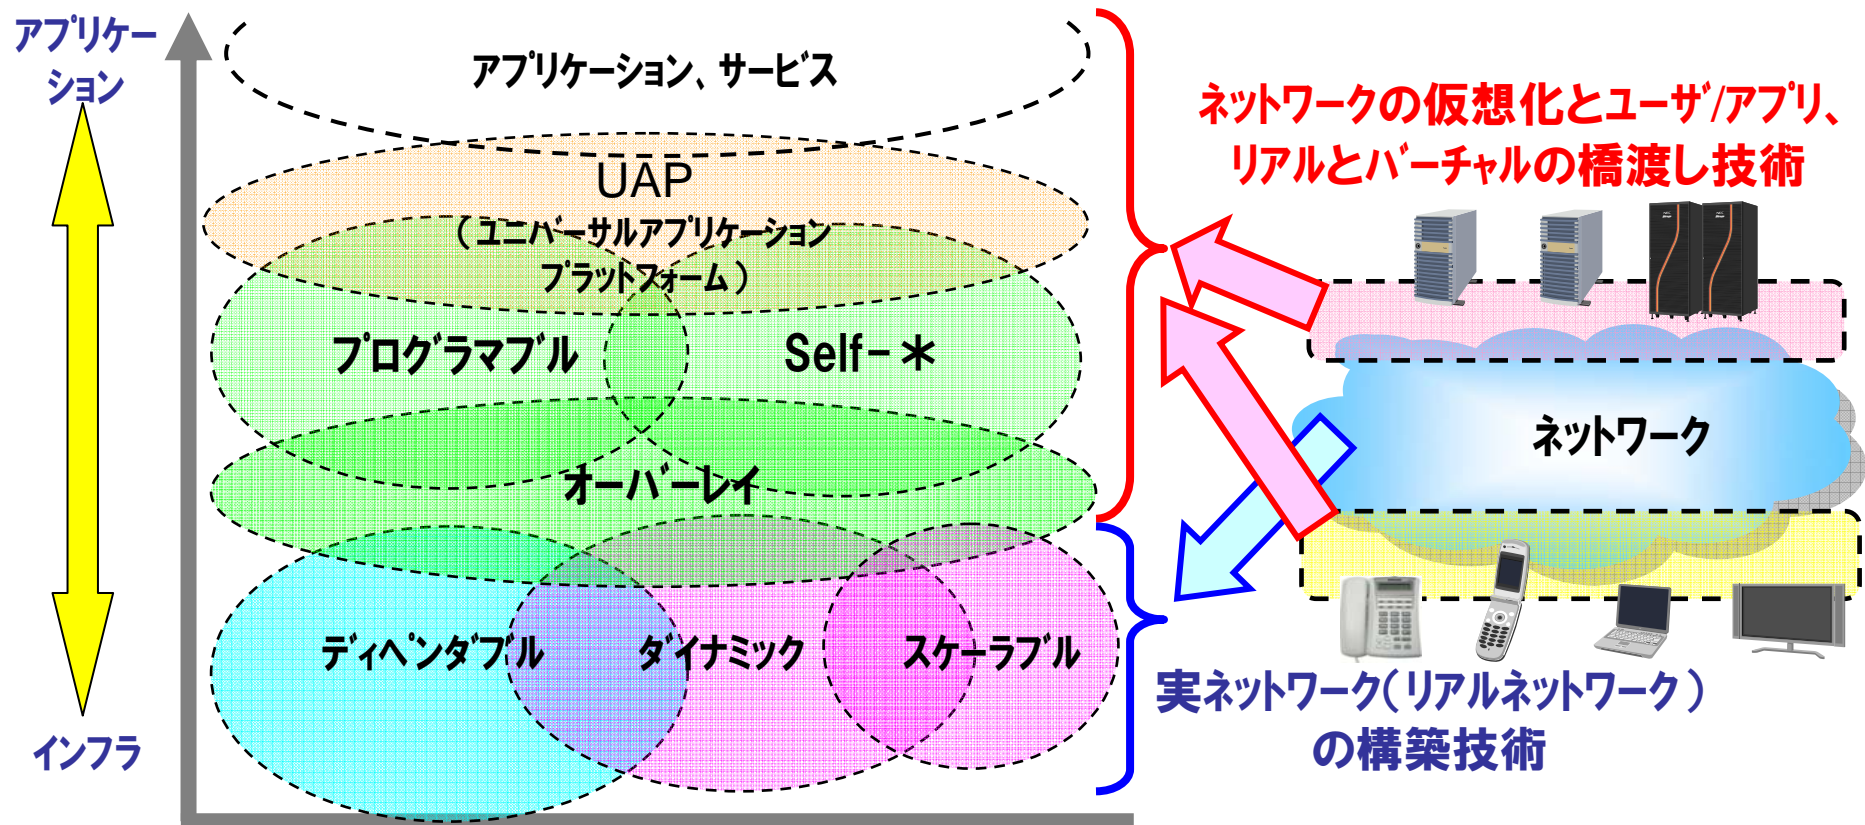 アプリケー
ション
アプリケーション、サービス
UAP
（ユニバーサルアプリケーション
プラットフォーム）
プログラマブル
Self-＊
オーバーレイ
ディペンダブル
ダイナミック
スケーラブル
インフラ
ネットワークの仮想化とユーザ/アプリ、
リアルとバーチャルの橋渡し技術
ネットワーク
実ネットワーク(リアルネットワーク)
の構築技術